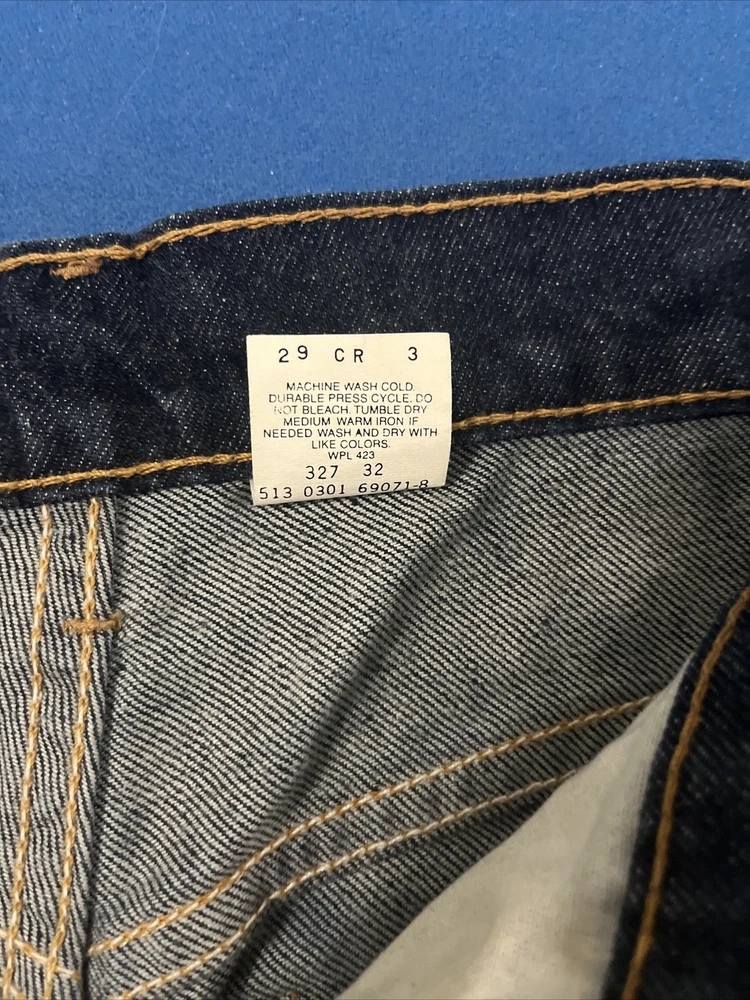 29 CR 3
MACHINE WASH COLD.
DURABLE PRESS CYCLE. DO
NOT BLEACH. TUMBLE DRY
MEDIUM WARM IRON IF
NEEDED WASH AND DRY WITH
LIKE COLORS.
WPL 423
327 32
513 0301 69071-8